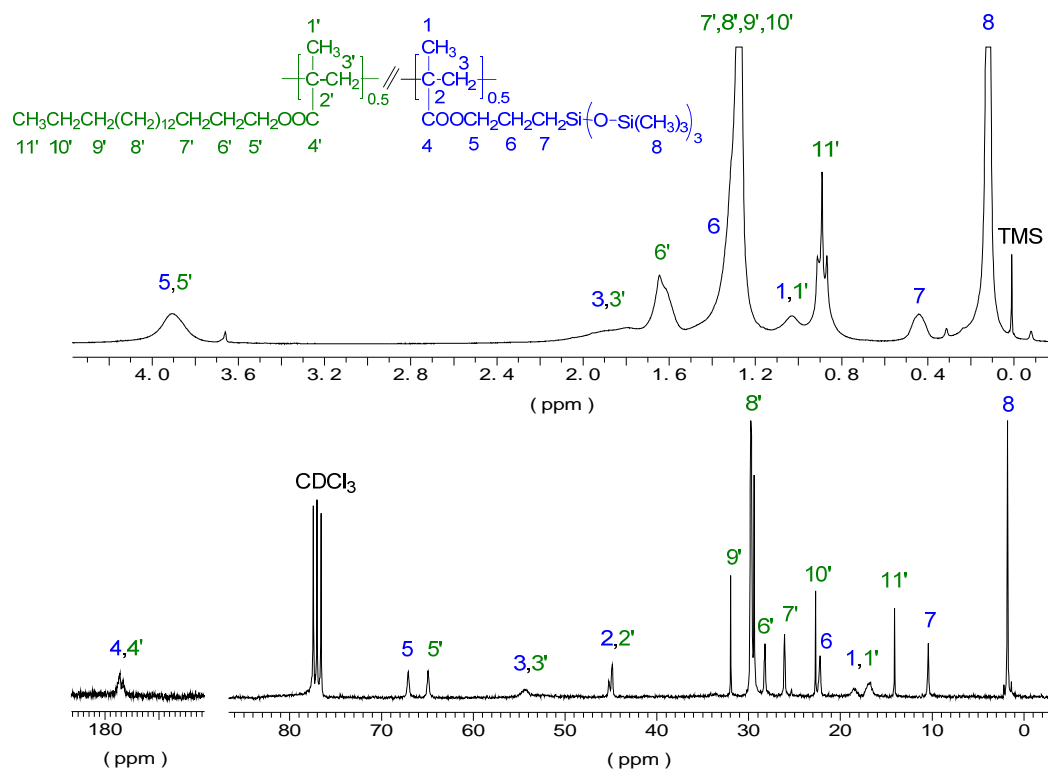 1' 1 7',8',9',10' 8
CH3 3' CH3 3
C-CH2 0.5 // C-CH2 0.5
2' 2
CH3CH2CH2(CH2)12CH2CH2CH2OOC COOCH2CH2CH2Si(O-Si(CH3)3)3
11' 10' 9' 8' 7' 6' 5' 4' 4 5 6 7 8
11'
6 TMS
6'
5,5' 3,3' 1,1' 7
4.0 3.6 3.2 2.8 2.4 2.0 1.6 1.2 0.8 0.4 0.0
( ppm )
8' 8
CDCl3
9' 10' 11'
6' 7' 6 7
4,4' 5 5' 3,3' 2,2' 1,1'
180 80 70 60 50 40 30 20 10 0
( ppm ) ( ppm )